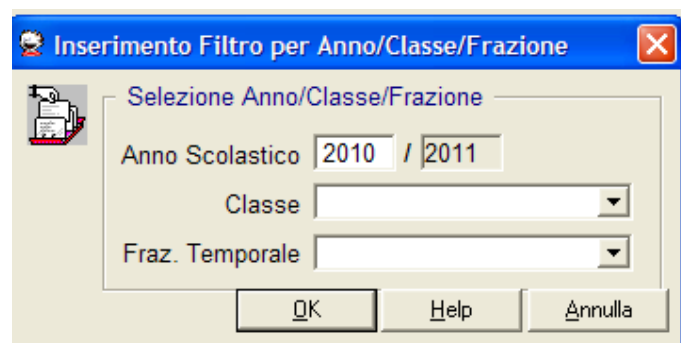 Inserimento Filtro per Anno/Classe/Frazione
Selezione Anno/Classe/Frazione
Anno Scolastico 2010 / 2011
Classe
Fraz. Temporale
OK Help Annulla